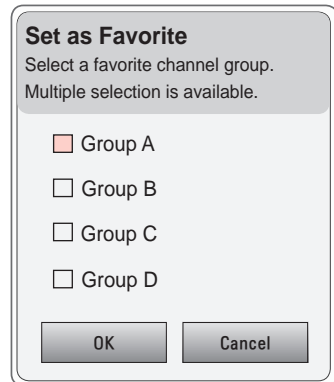 Set as Favorite
Select a favorite channel group.
Multiple selection is available.
Group A
Group B
Group C
Group D
OK Cancel